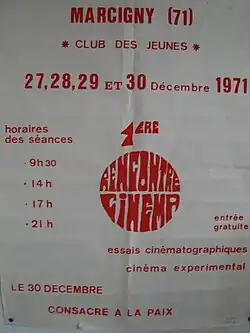 MARCIGNY (71)
* CLUB DES JEUNES *
27,28,29 ET 30 Décembre 1971
horaires
des séances
· 9h30
· 14h
· 17h
· 21h
1ERE
RENCONTRE
CINEMA
entrée
gratuite
essais cinématographiques
cinéma experimental
LE 30 DECEMBRE
CONSACRE A LA PAIX